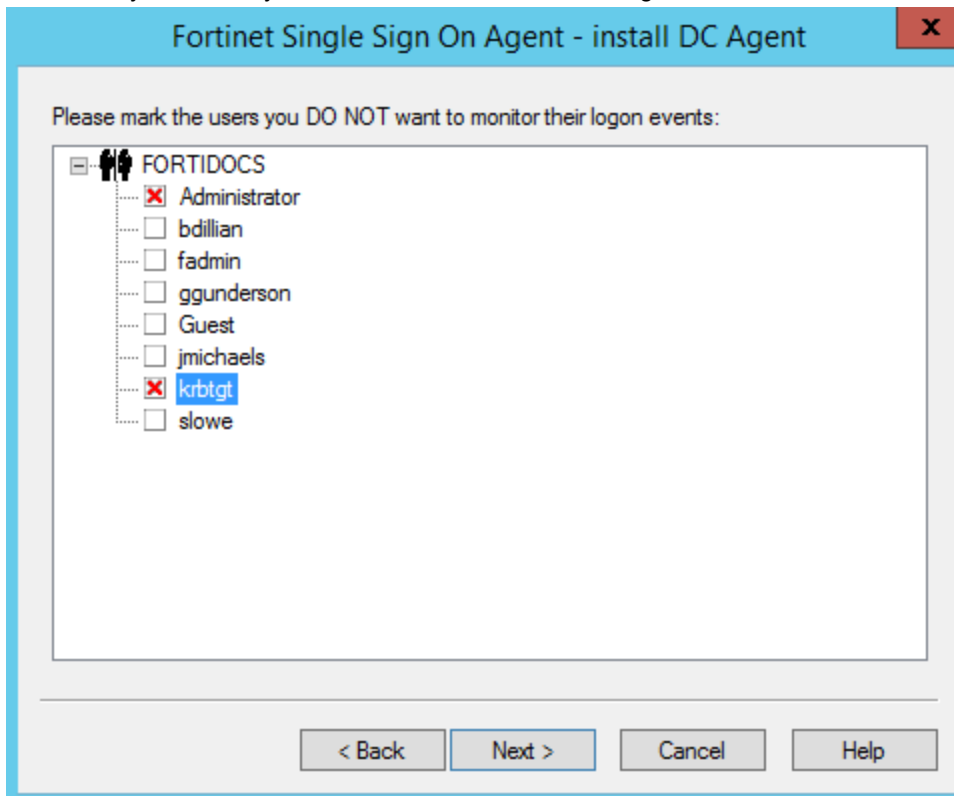 Fortinet Single Sign On Agent - install DC Agent
x
Please mark the users you DO NOT want to monitor their logon events:
FORTIDOCS
Administrator
bdillian
fadmin
ggunderson
Guest
jmichaels
krbtgt
slowe
< Back Next > Cancel Help